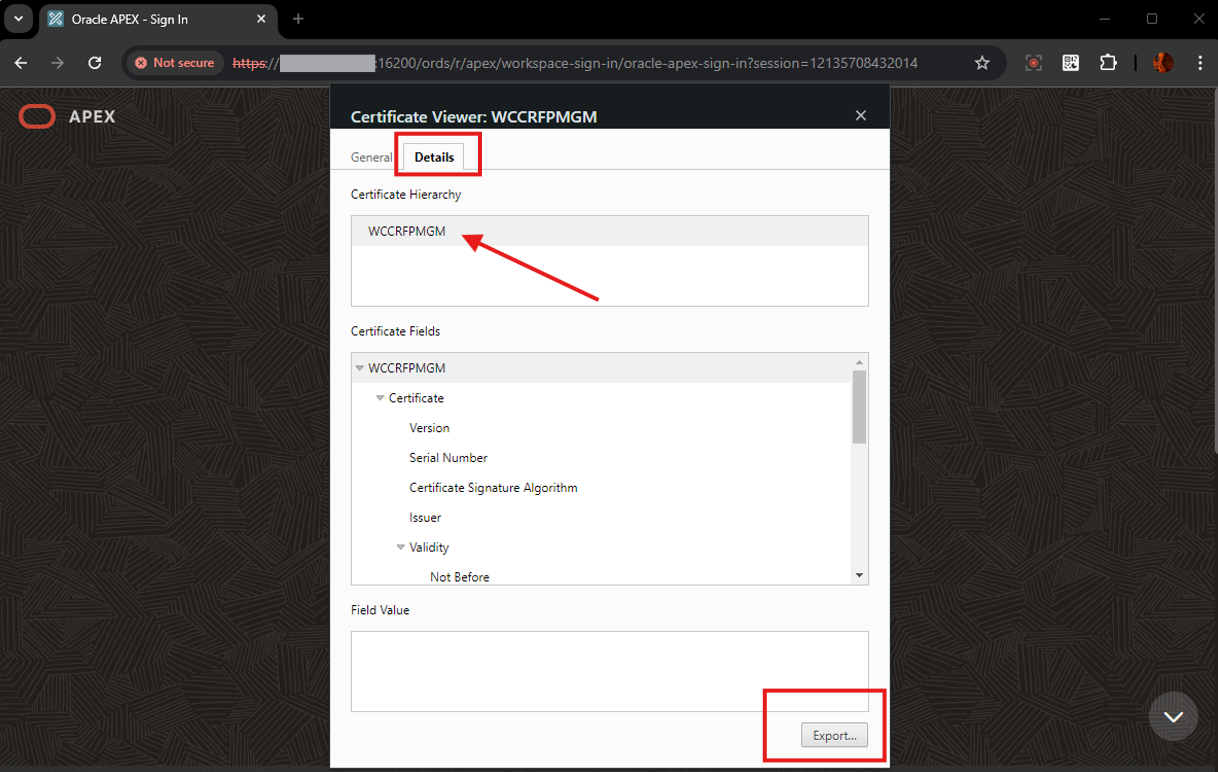 Oracle APEX - Sign In
Not secure https:// :16200/ords/r/apex/workspace-sign-in/oracle-apex-sign-in?session=12135708432014
APEX
Certificate Viewer: WCCRFPMGM
General Details
Certificate Hierarchy
WCCRFPMGM
Certificate Fields
WCCRFPMGM
Certificate
Version
Serial Number
Certificate Signature Algorithm
Issuer
Validity
Not Before
Field Value
Export...